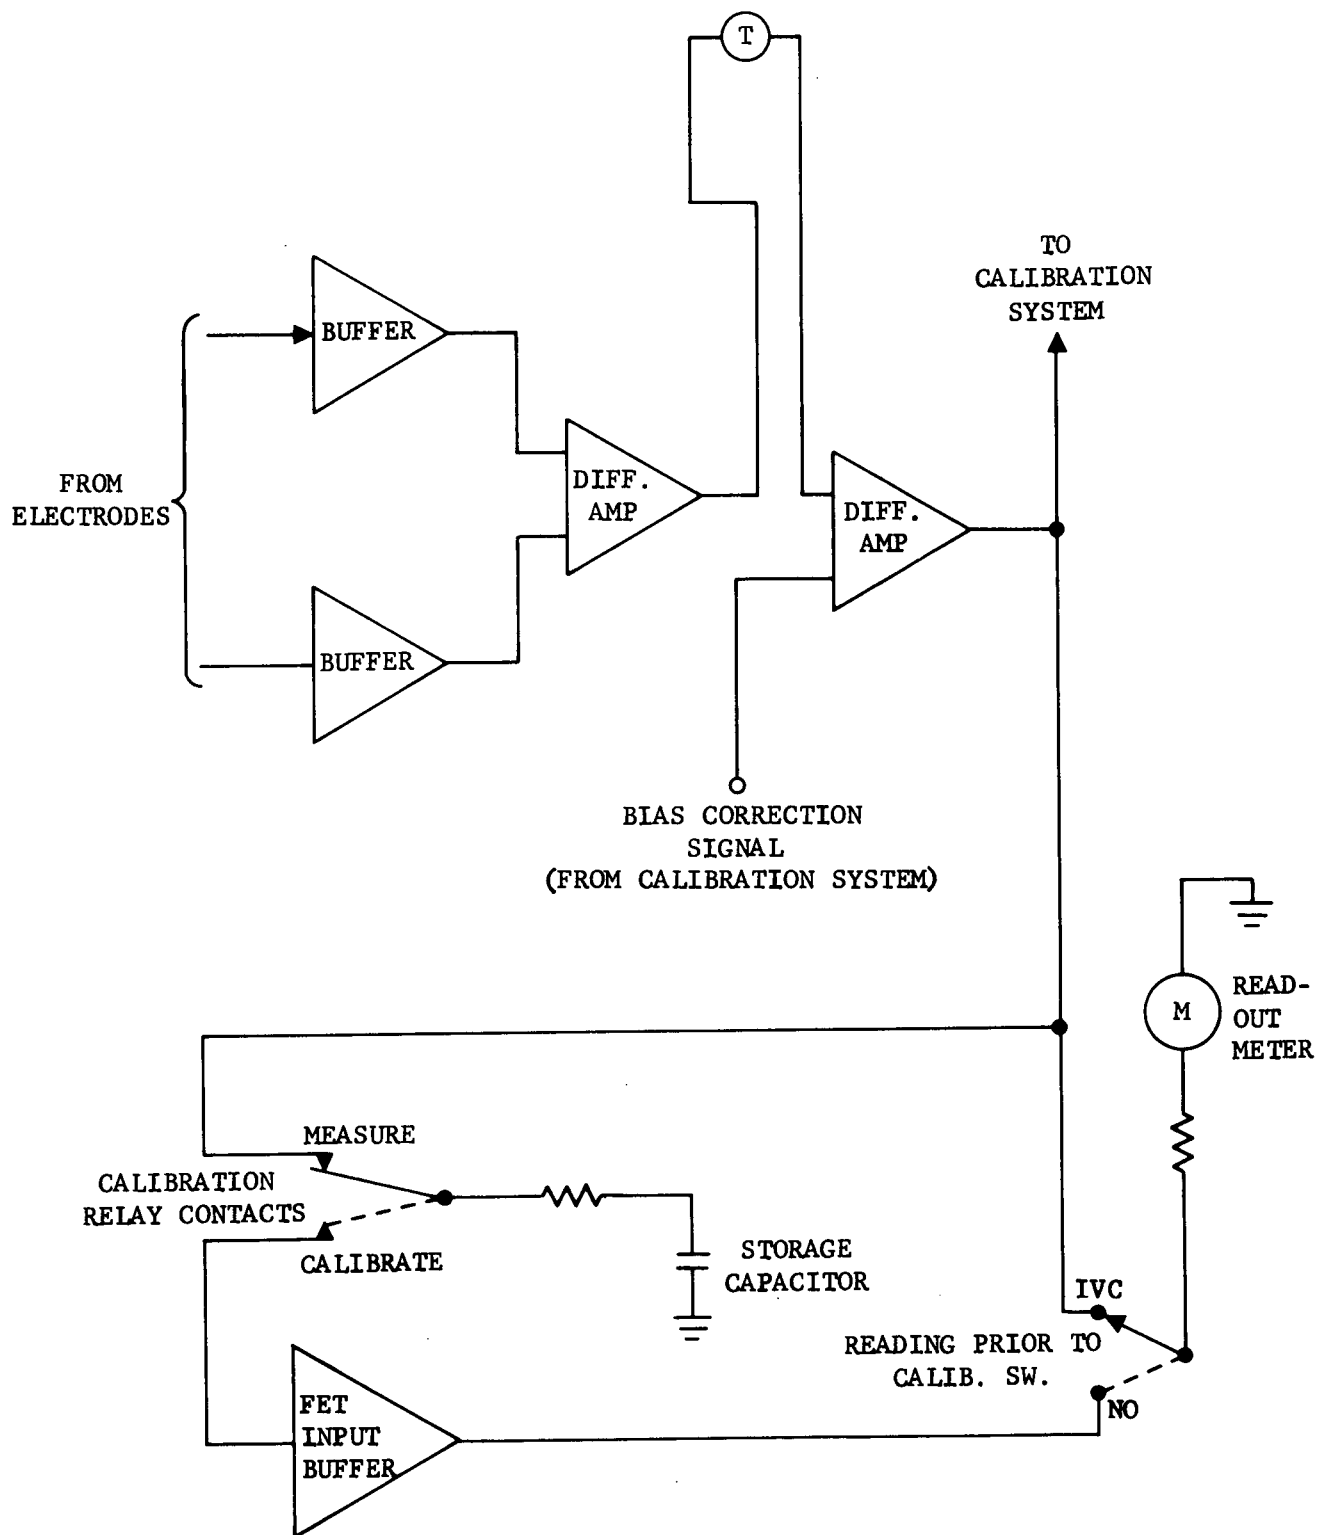 T
TO
CALIBRATION
SYSTEM
BUFFER
FROM
ELECTRODES
DIFF.
AMP
DIFF.
AMP
BUFFER
BIAS CORRECTION
SIGNAL
(FROM CALIBRATION SYSTEM)
M
READ-
OUT
METER
MEASURE
CALIBRATION
RELAY CONTACTS
CALIBRATE
STORAGE
CAPACITOR
IVC
READING PRIOR TO
CALIB. SW.
NO
FET
INPUT
BUFFER